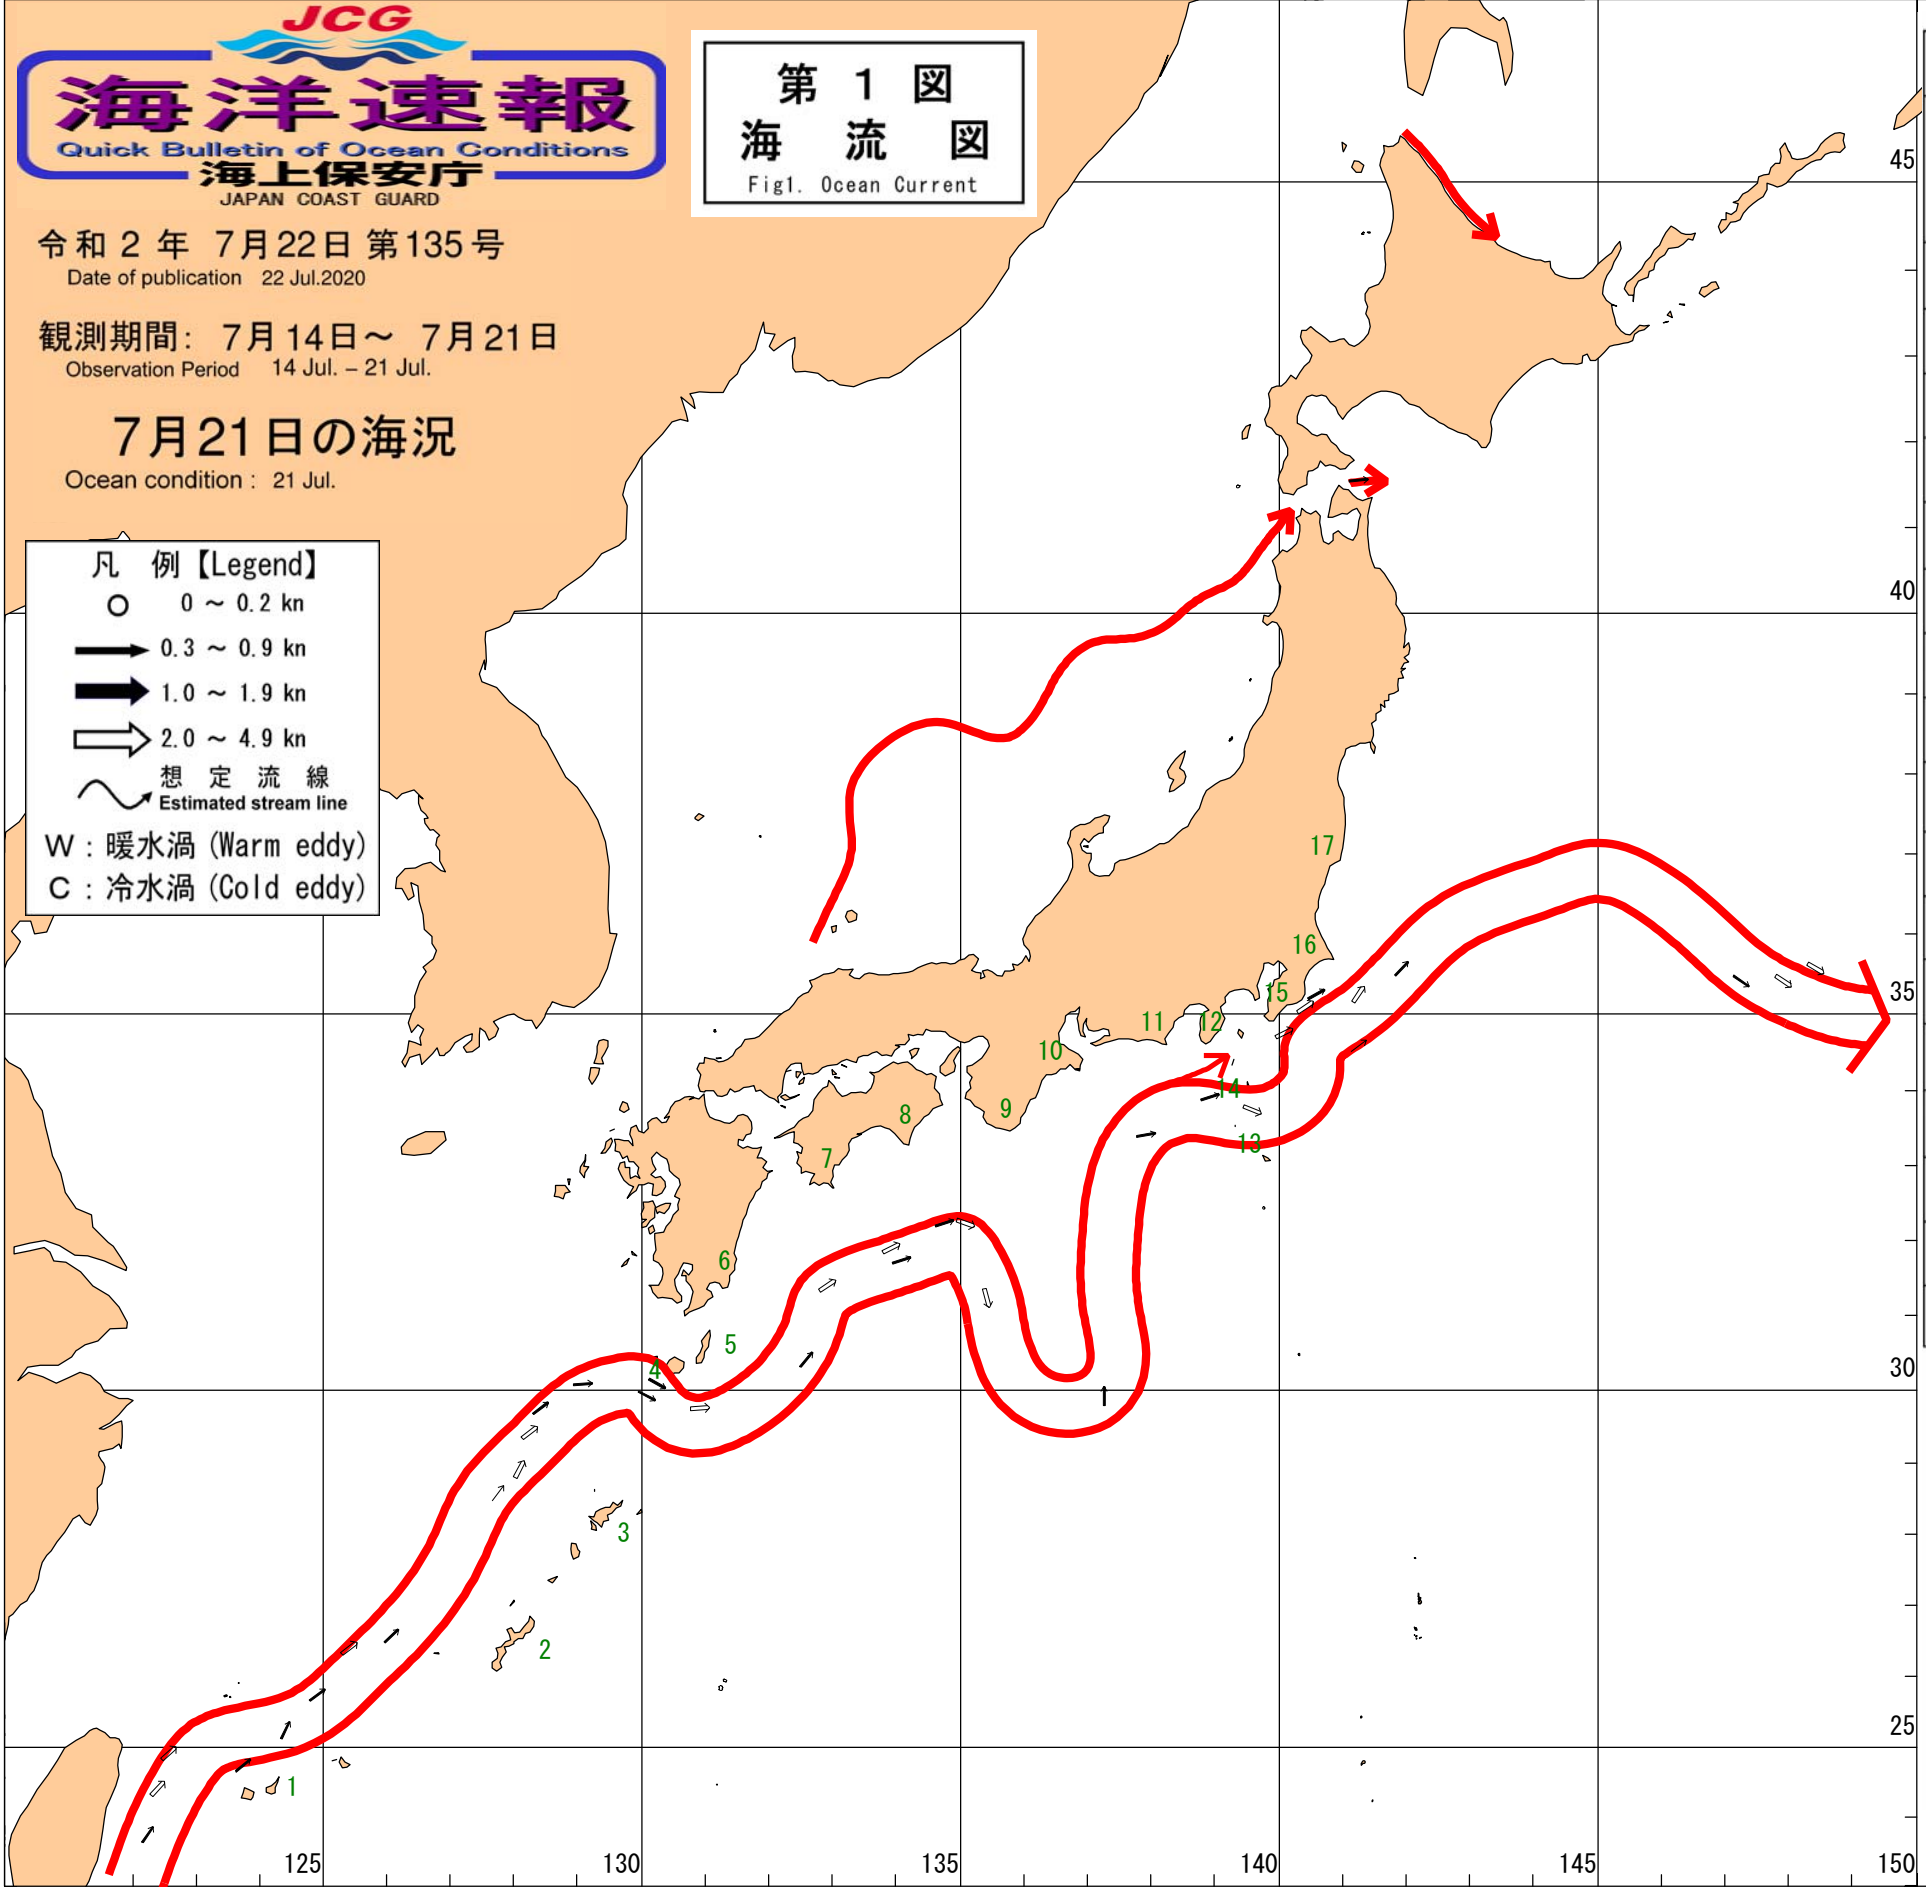 JCG
海洋速報
Quick Bulletin of Ocean Conditions
海上保安庁
JAPAN COAST GUARD
第 1 図
海 流 図
Fig1. Ocean Current
令和 2 年 7月22日 第135号
Date of publication 22 Jul.2020
観測期間: 7月14日～ 7月21日
Observation Period 14 Jul. – 21 Jul.
7月21日の海況
Ocean condition : 21 Jul.
凡 例【Legend】
0 ～ 0.2 kn
0.3 ～ 0.9 kn
1.0 ～ 1.9 kn
2.0 ～ 4.9 kn
想 定 流 線
Estimated stream line
W : 暖水渦 (Warm eddy)
C : 冷水渦 (Cold eddy)
45
40
35
30
25
17
16
15
12
11
10
14
13
9
8
7
6
5
4
3
2
1
125
130
135
140
145
150